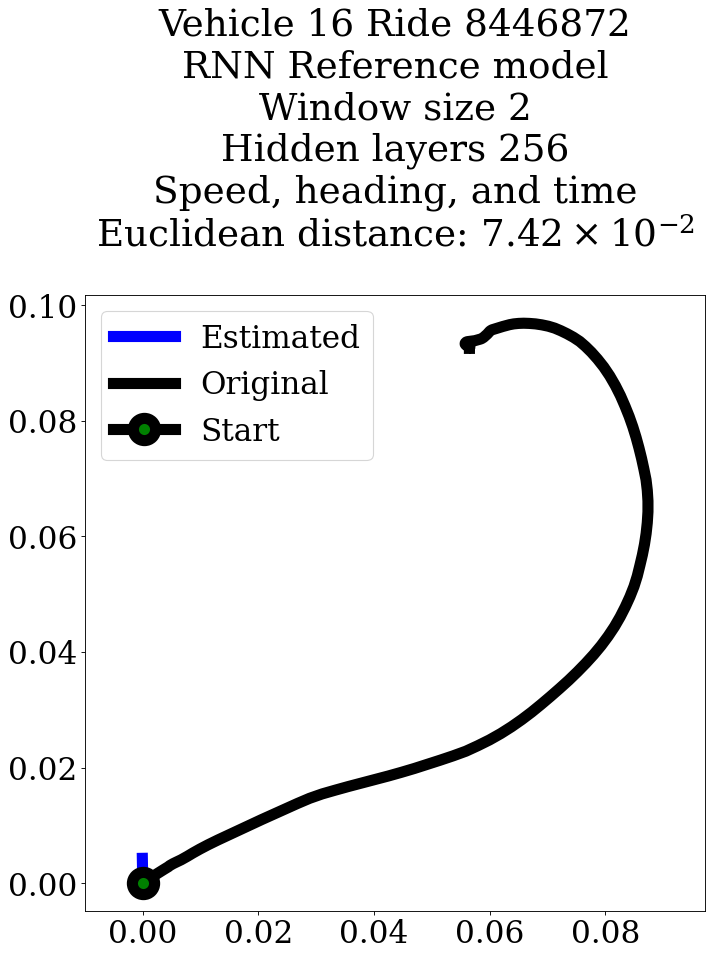 Vehicle 16 Ride 8446872
RNN Reference model
Window size 2
Hidden layers 256
Speed, heading, and time
Euclidean distance: 7.42 × 10⁻²
Estimated
Original
Start
0.10
0.08
0.06
0.04
0.02
0.00
0.00 0.02 0.04 0.06 0.08